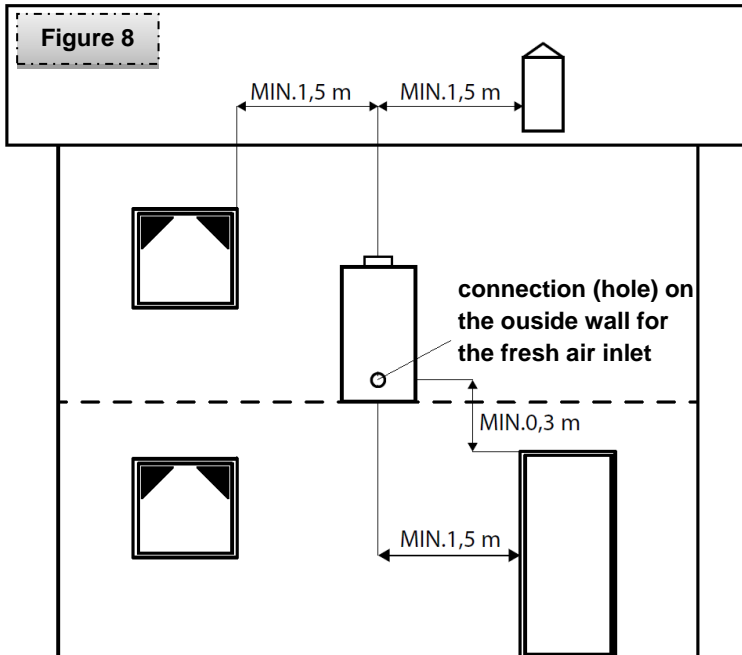 Figure 8
MIN.1,5 m
MIN.1,5 m
connection (hole) on
the ouside wall for
the fresh air inlet
MIN.0,3 m
MIN.1,5 m